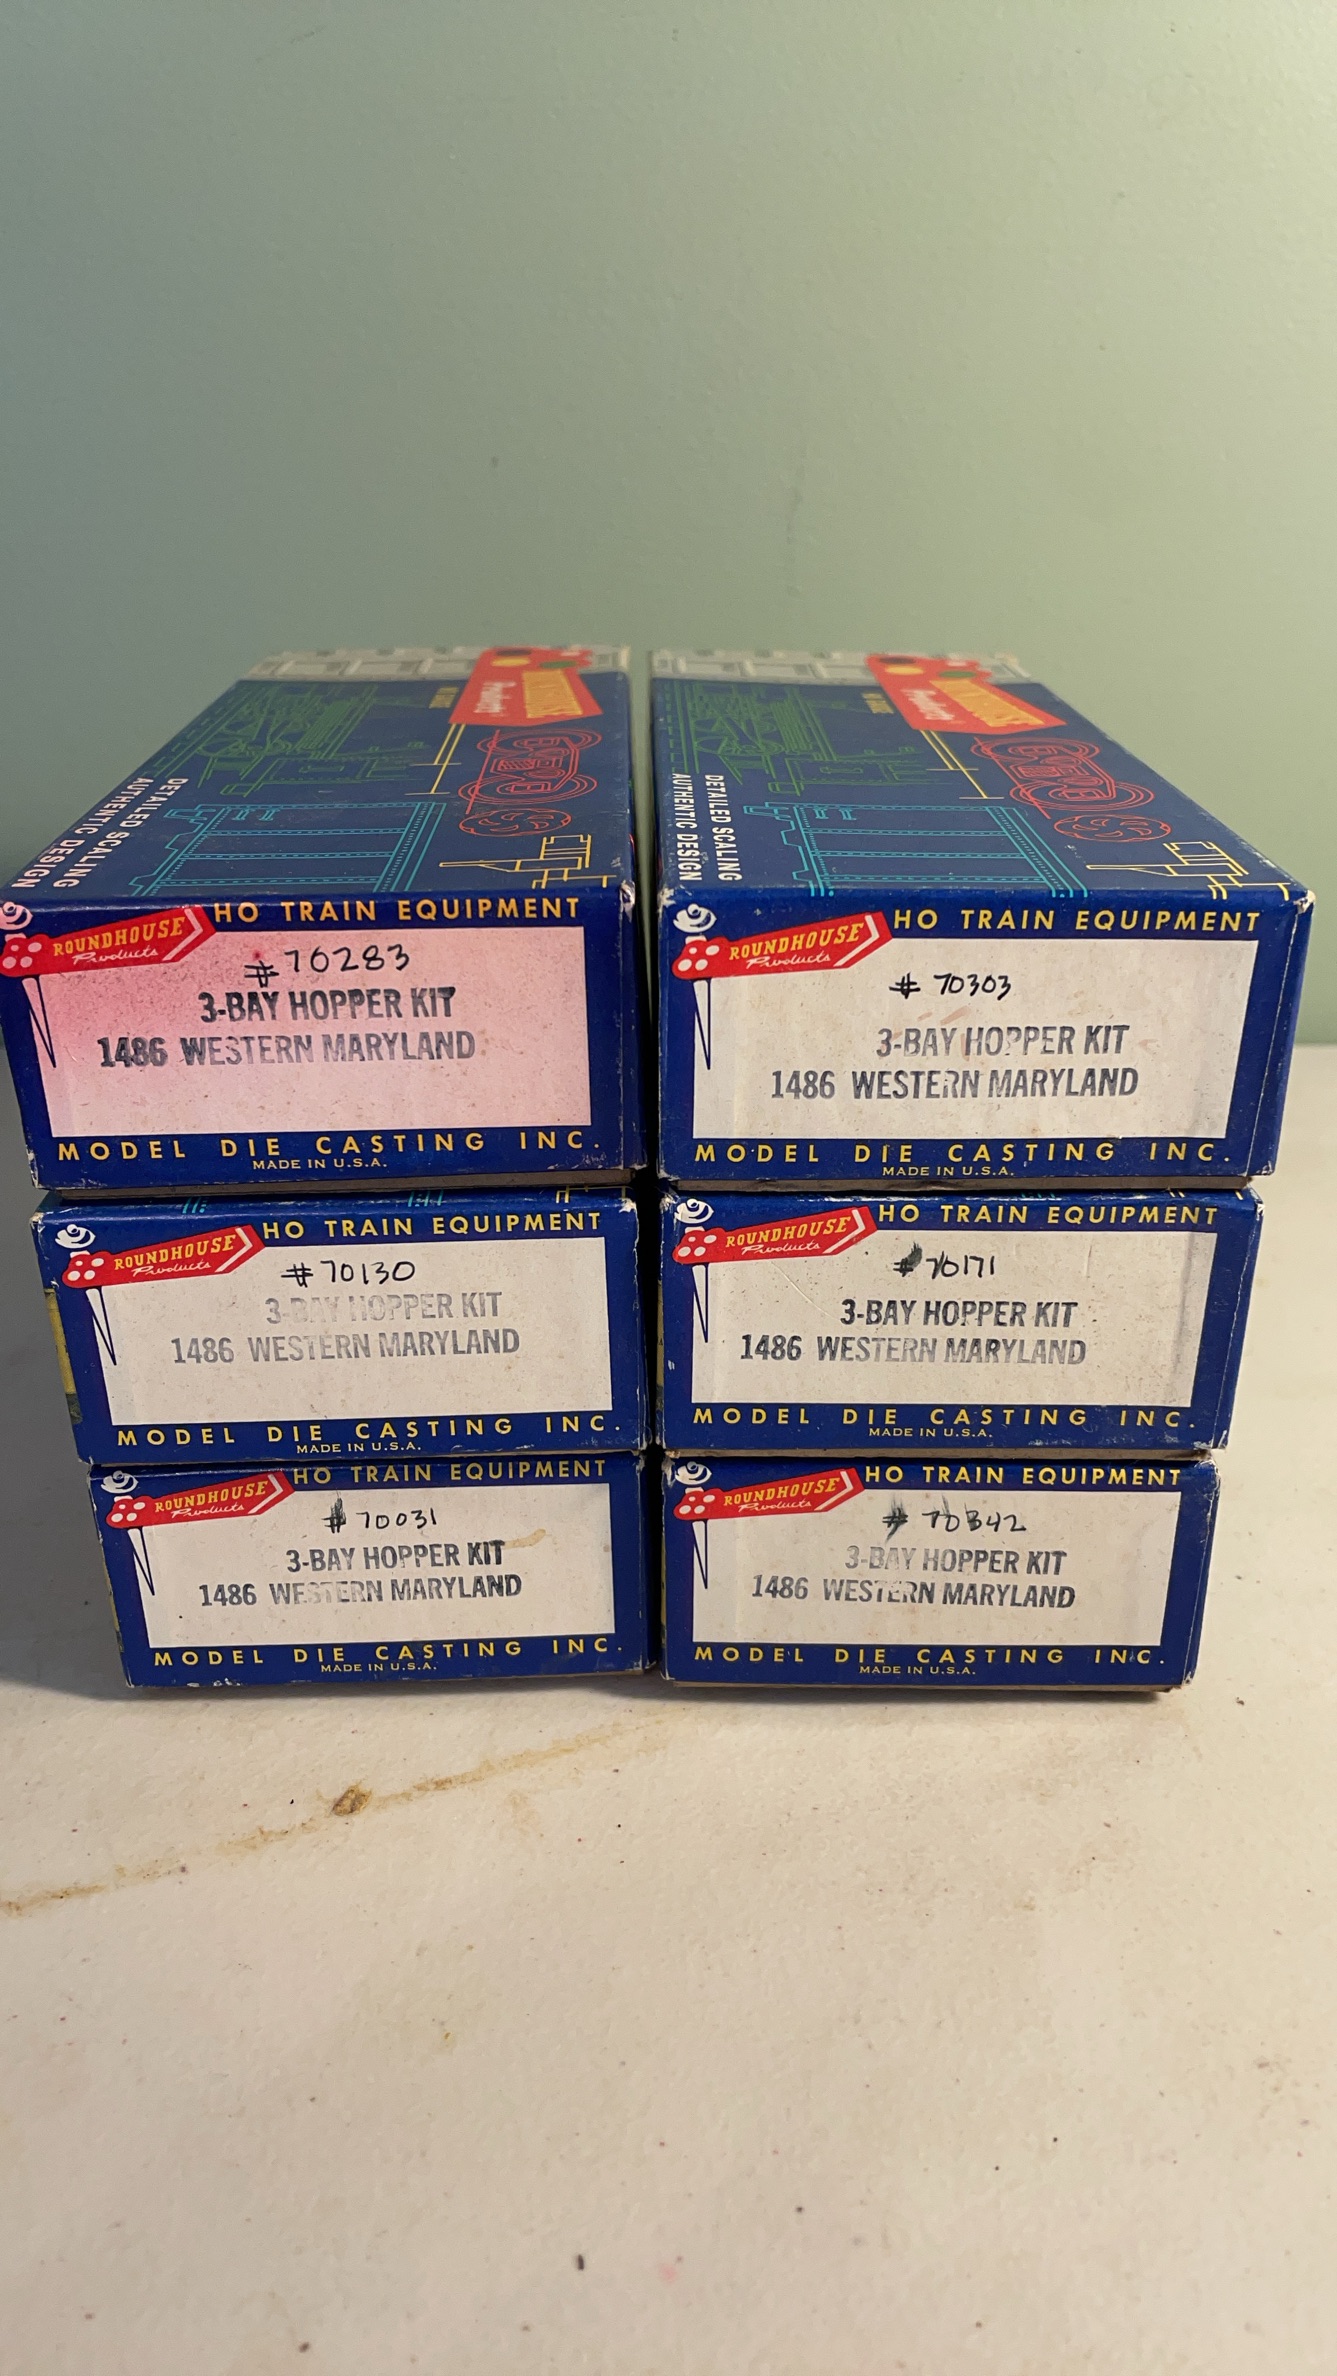 ROUNDHOUSE
Products
DETAILED SCALING
AUTHENTIC DESIGN
HO TRAIN EQUIPMENT
ROUNDHOUSE
Products
#70283
3-BAY HOPPER KIT
1486 WESTERN MARYLAND
MODEL DIE CASTING INC.
MADE IN U.S.A.
ROUNDHOUSE
Products
DETAILED SCALING
AUTHENTIC DESIGN
HO TRAIN EQUIPMENT
ROUNDHOUSE
Products
# 70303
3-BAY HOPPER KIT
1486 WESTERN MARYLAND
MODEL DIE CASTING INC.
MADE IN U.S.A.
HO TRAIN EQUIPMENT
ROUNDHOUSE
Products
#70130
3-BAY HOPPER KIT
1486 WESTERN MARYLAND
MODEL DIE CASTING INC.
MADE IN U.S.A.
HO TRAIN EQUIPMENT
ROUNDHOUSE
Products
#70171
3-BAY HOPPER KIT
1486 WESTERN MARYLAND
MODEL DIE CASTING INC.
MADE IN U.S.A.
HO TRAIN EQUIPMENT
ROUNDHOUSE
Products
#70031
3-BAY HOPPER KIT
1486 WESTERN MARYLAND
MODEL DIE CASTING INC.
MADE IN U.S.A.
HO TRAIN EQUIPMENT
ROUNDHOUSE
Products
# 70342
3-BAY HOPPER KIT
1486 WESTERN MARYLAND
MODEL DIE CASTING INC.
MADE IN U.S.A.